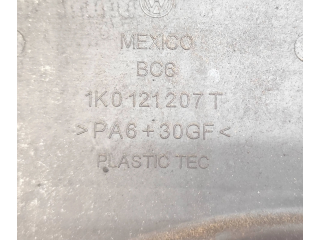 MEXICO
BC6
1K0 121 207 T
>PA6+30GF<
PLASTIC TEC